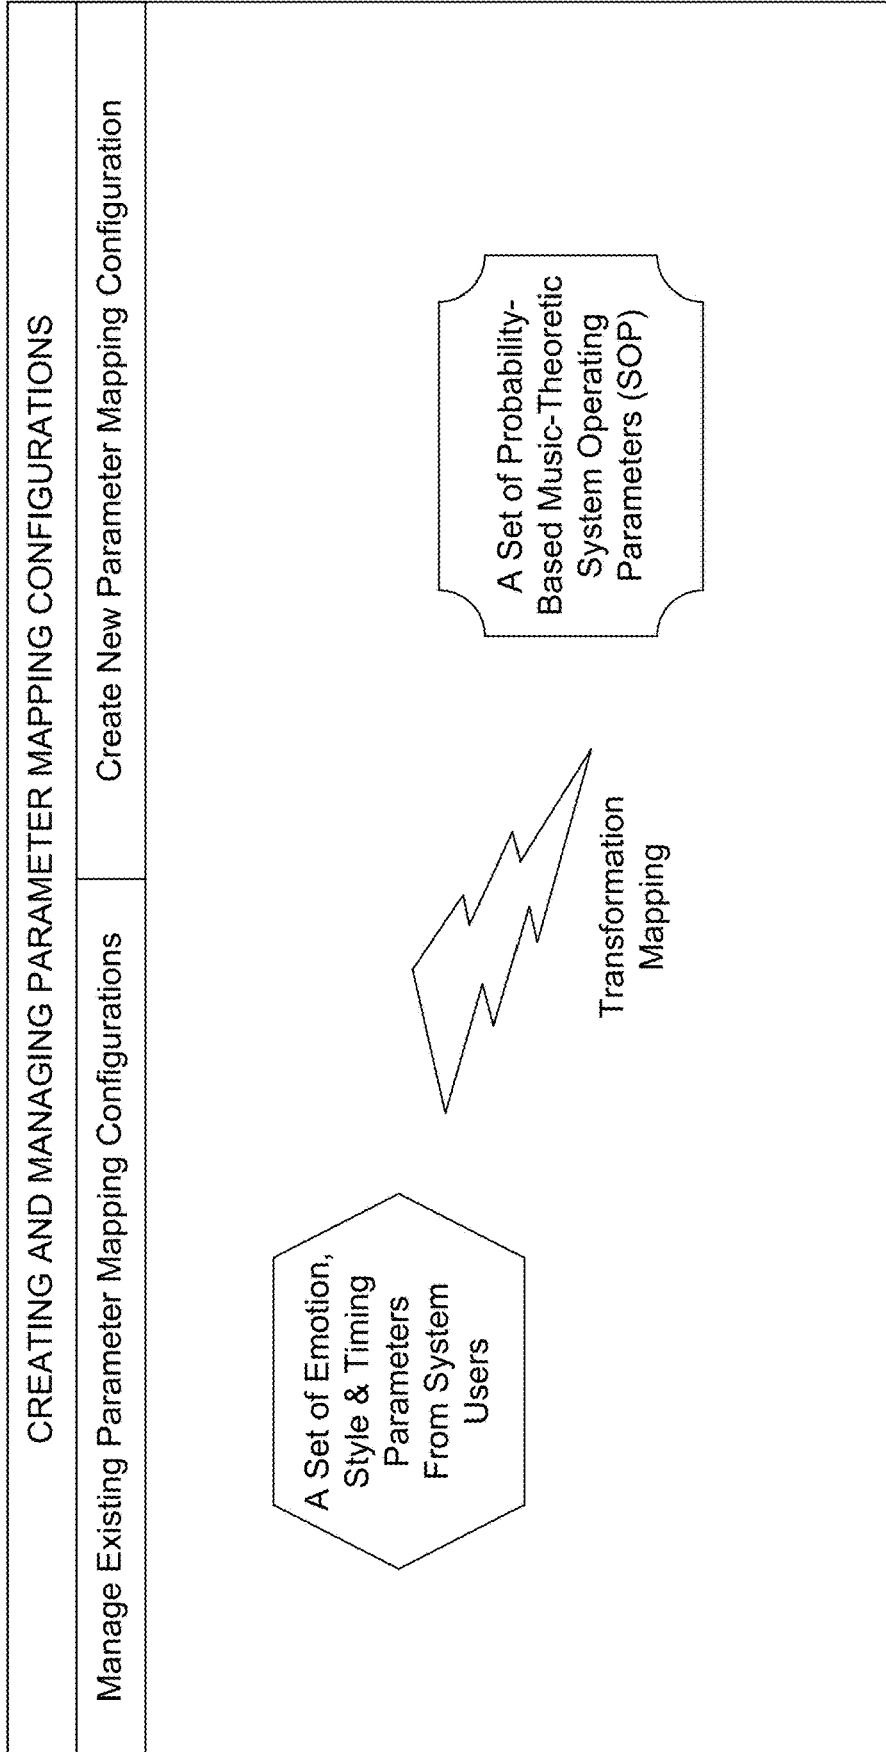 CREATING AND MANAGING PARAMETER MAPPING CONFIGURATIONS
Manage Existing Parameter Mapping Configurations
Create New Parameter Mapping Configuration
A Set of Emotion,
Style & Timing
Parameters
From System
Users
Transformation
Mapping
A Set of Probability-
Based Music-Theoretic
System Operating
Parameters (SOP)